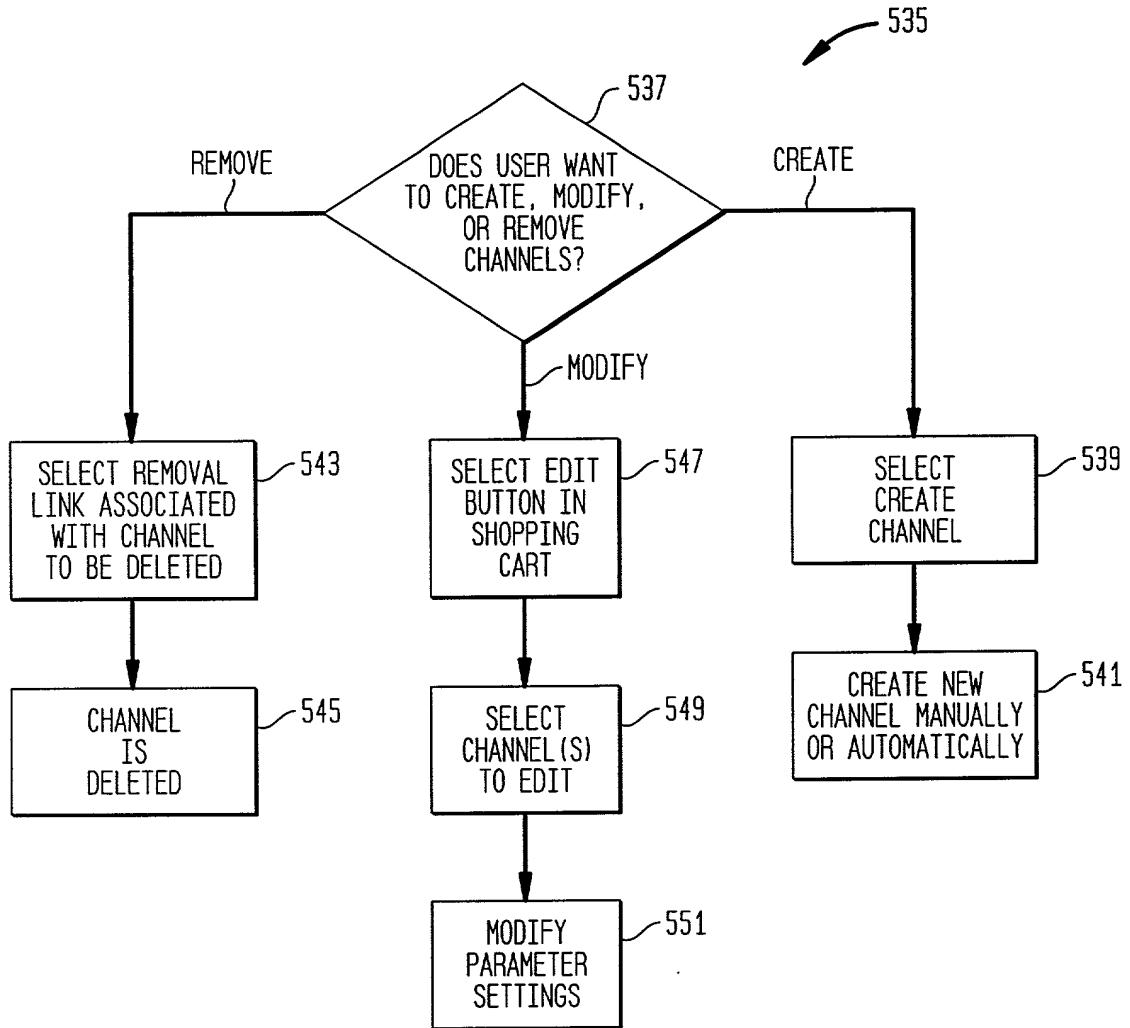 535
537
DOES USER WANT
TO CREATE, MODIFY,
OR REMOVE
CHANNELS?
REMOVE
CREATE
MODIFY
SELECT REMOVAL
LINK ASSOCIATED
WITH CHANNEL
TO BE DELETED
543
SELECT EDIT
BUTTON IN
SHOPPING
CART
547
SELECT
CREATE
CHANNEL
539
CHANNEL
IS
DELETED
545
SELECT
CHANNEL(S)
TO EDIT
549
CREATE NEW
CHANNEL MANUALLY
OR AUTOMATICALLY
541
MODIFY
PARAMETER
SETTINGS
551